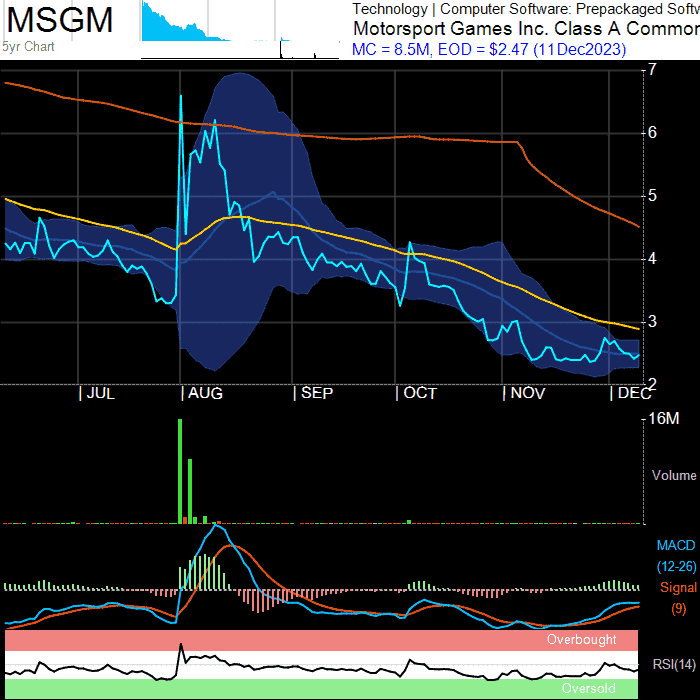 MSGM
5yr Chart
Technology | Computer Software: Prepackaged Softw
Motorsport Games Inc. Class A Common
MC = 8.5M, EOD = $2.47 (11Dec2023)
7
6
5
4
3
2
| JUL | AUG | SEP | OCT | NOV | DEC
16M
Volume
MACD
(12-26)
Signal
(9)
Overbought
RSI(14)
Oversold